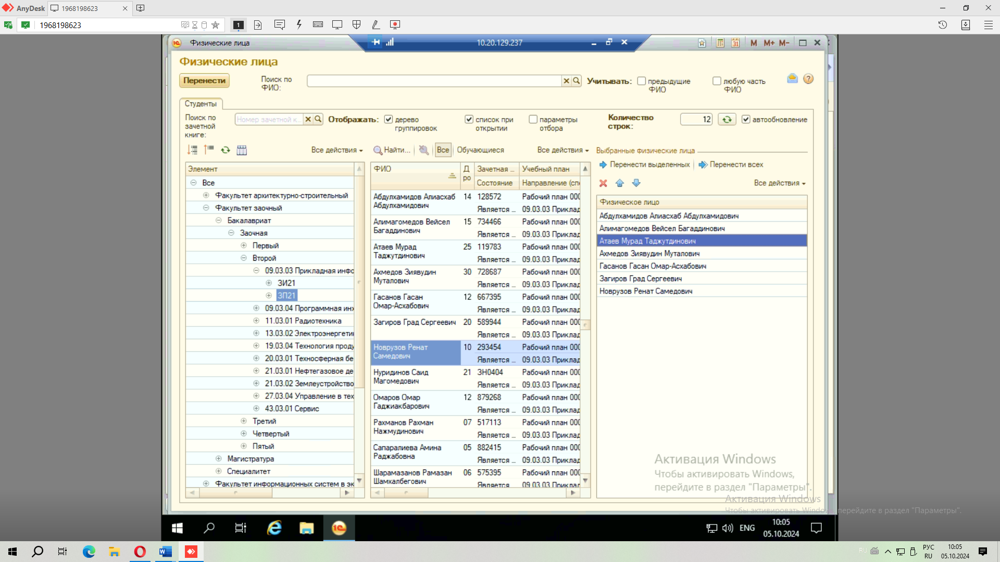 AnyDesk
1968198623
1968198623
1
Физические лица
10.20.129.237
M M+ M-
Физические лица
Перенести
Поиск по ФИО:
Учитывать:
предыдущие ФИО
любую часть ФИО
Студенты
Поиск по зачетной книге:
Номер зачетной к...
Отображать:
дерево группировок
список при открытии
параметры отбора
Количество строк:
12
автообновление
Все действия
Найти...
Все
Обучающиеся
Все действия
Выбранные физические лица
Перенести выделенных
Перенести всех
Все действия
Элемент
Все
Факультет архитектурно-строительный
Факультет заочный
Бакалавриат
Заочная
Первый
Второй
09.03.03 Прикладная инфо
ЗИ21
ЗП21
09.03.04 Программная ин
11.03.01 Радиотехника
13.03.02 Электроэнергети
19.03.04 Технология проду
20.03.01 Техносферная бе
21.03.01 Нефтегазовое де
21.03.02 Землеустройство
27.03.04 Управление в тех
43.03.01 Сервис
Третий
Четвертый
Пятый
Магистратура
Специалитет
Факультет информационных систем в эк
ФИО
Д ро
Зачетная ...
Учебный план
Состояние
Направление (спе
Абдулхамидов Алиасхаб Абдулхамидович
14 128572 Рабочий план 000
Является ... 09.03.03 Приклад
Алимагомедов Вейсел Багаддинович
15 734466 Рабочий план 000
Является ... 09.03.03 Приклад
Атаев Мурад Таджутдинович
25 119783 Рабочий план 000
Является ... 09.03.03 Приклад
Ахмедов Зиявудин Муталович
30 728687 Рабочий план 000
Является ... 09.03.03 Приклад
Гасанов Гасан Омар-Асхабович
12 667395 Рабочий план 000
Является ... 09.03.03 Приклад
Загиров Град Сергеевич
20 589944 Рабочий план 000
Является ... 09.03.03 Приклад
Новрузов Ренат Самедович
10 293454 Рабочий план 000
Является ... 09.03.03 Приклад
Нуридинов Саид Магомедович
21 ЗН0404 Рабочий план 000
Является ... 09.03.03 Приклад
Омаров Омар Гаджиакбарович
12 879268 Рабочий план 000
Является ... 09.03.03 Приклад
Рахманов Рахман Нажмудинович
07 517113 Рабочий план 000
Является ... 09.03.03 Приклад
Сапаралиева Амина Раджабовна
05 882415 Рабочий план 000
Является ... 09.03.03 Приклад
Шарамазанов Рамазан Шамхалбегович
06 575395 Рабочий план 000
Является 09.03.03 Приклад
Физическое лицо
Абдулхамидов Алиасхаб Абдулхамидович
Алимагомедов Вейсел Багаддинович
Атаев Мурад Таджутдинович
Ахмедов Зиявудин Муталович
Гасанов Гасан Омар-Асхабович
Загиров Град Сергеевич
Новрузов Ренат Самедович
Активация Windows
Чтобы активировать Windows,
перейдите в раздел "Параметры".
Активация Windows
Чтобы активировать Windows, перейдите в раздел "Параметры".
ENG
10:05
05.10.2024
RU
РУС
RU
10:05
05.10.2024